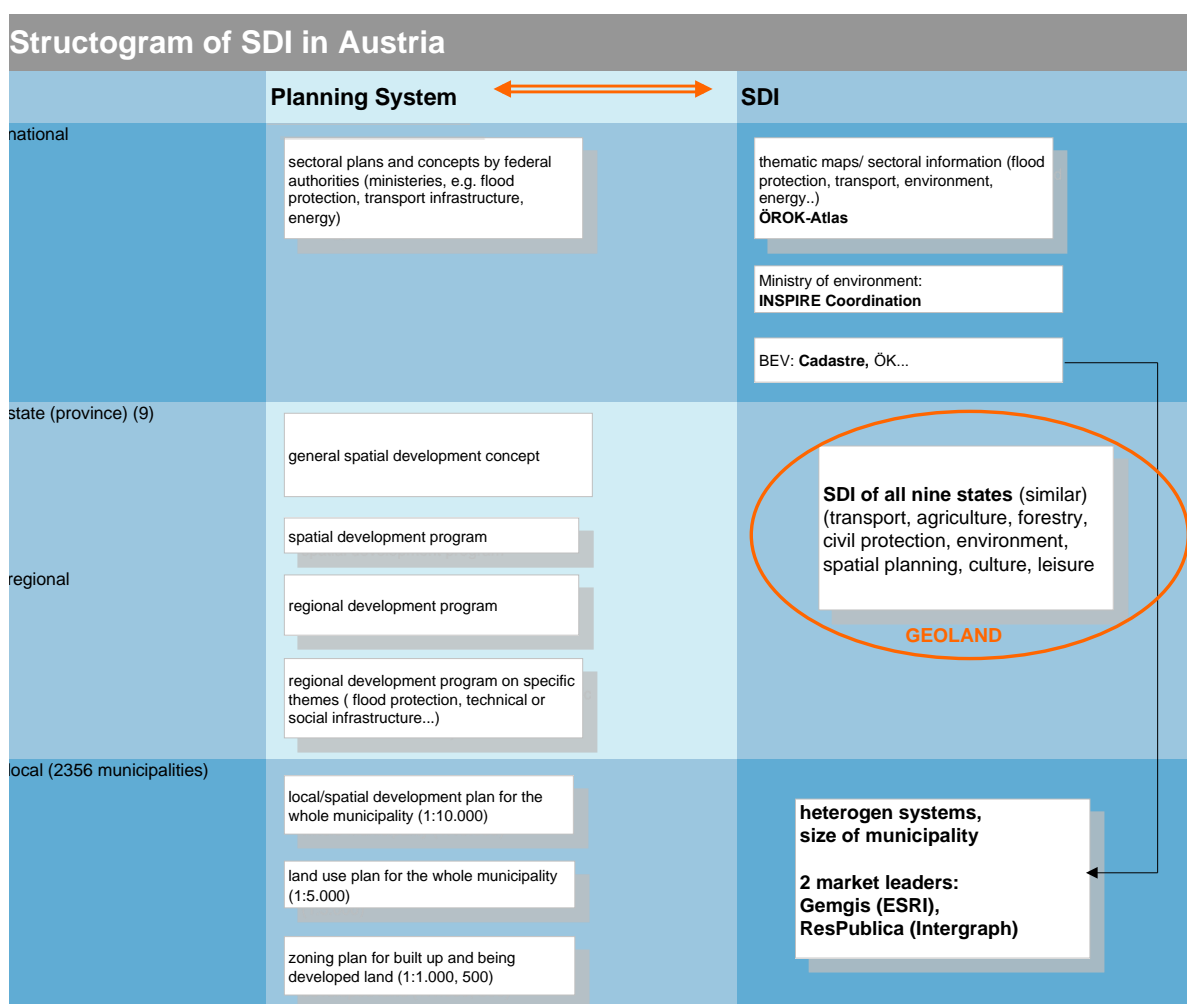 Structogram of SDI in Austria
Planning System
SDI
national
sectoral plans and concepts by federal
authorities (ministeries, e.g. flood
protection, transport infrastructure,
energy)
thematic maps/ sectoral information (flood
protection, transport, environment,
energy..)
ÖROK-Atlas
Ministry of environment:
INSPIRE Coordination
BEV: Cadastre, ÖK...
state (province) (9)
general spatial development concept
spatial development program
SDI of all nine states (similar)
(transport, agriculture, forestry,
civil protection, environment,
spatial planning, culture, leisure
GEOLAND
regional
regional development program
regional development program on specific
themes ( flood protection, technical or
social infrastructure...)
local (2356 municipalities)
local/spatial development plan for the
whole municipality (1:10.000)
land use plan for the whole municipality
(1:5.000)
zoning plan for built up and being
developed land (1:1.000, 500)
heterogen systems,
size of municipality
2 market leaders:
Gemgis (ESRI),
ResPublica (Intergraph)